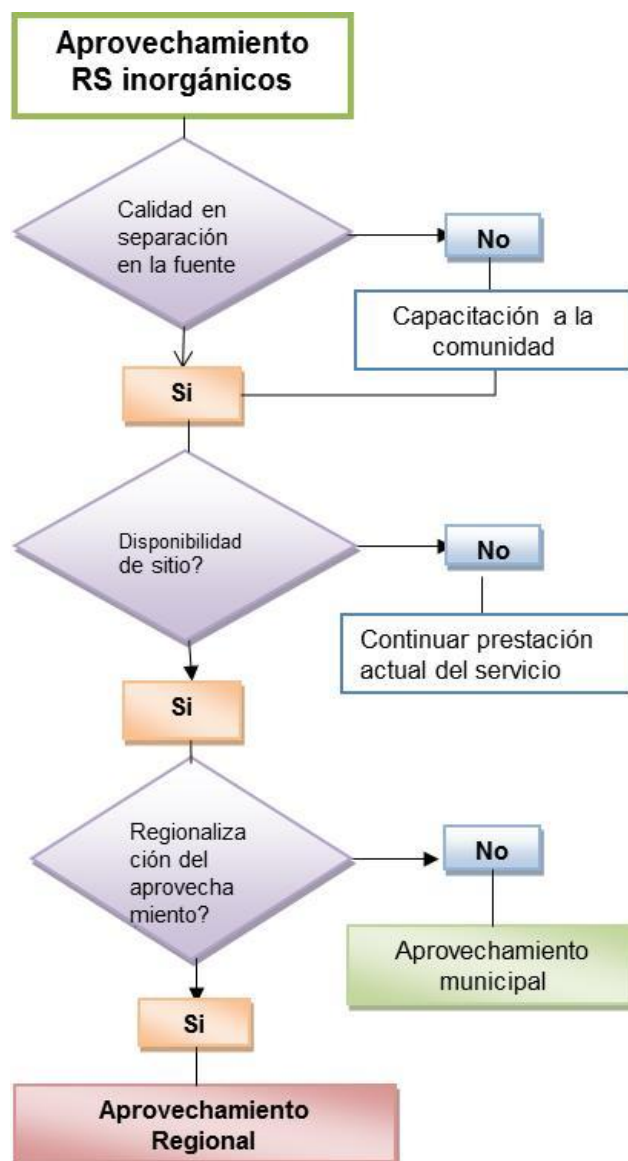 Aprovechamiento
RS inorgánicos
Calidad en
separación
en la fuente
No
Capacitación a la
comunidad
Si
Disponibilidad
de sitio?
No
Continuar prestación
actual del servicio
Si
Regionaliza
ción del
aprovecha
miento?
No
Aprovechamiento
municipal
Si
Aprovechamiento
Regional